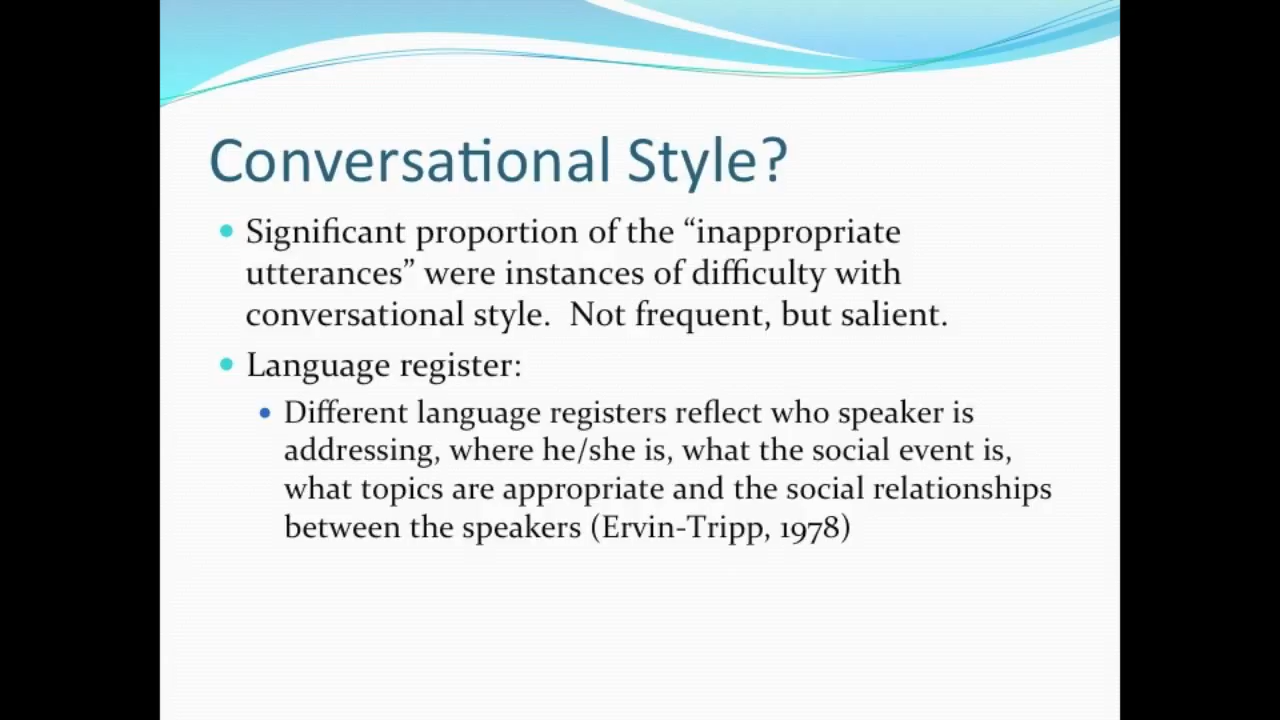 Conversational Style?
• Significant proportion of the “inappropriate
utterances” were instances of difficulty with
conversational style.  Not frequent, but salient.
• Language register:
• Different language registers reflect who speaker is
addressing, where he/she is, what the social event is,
what topics are appropriate and the social relationships
between the speakers (Ervin-Tripp, 1978)